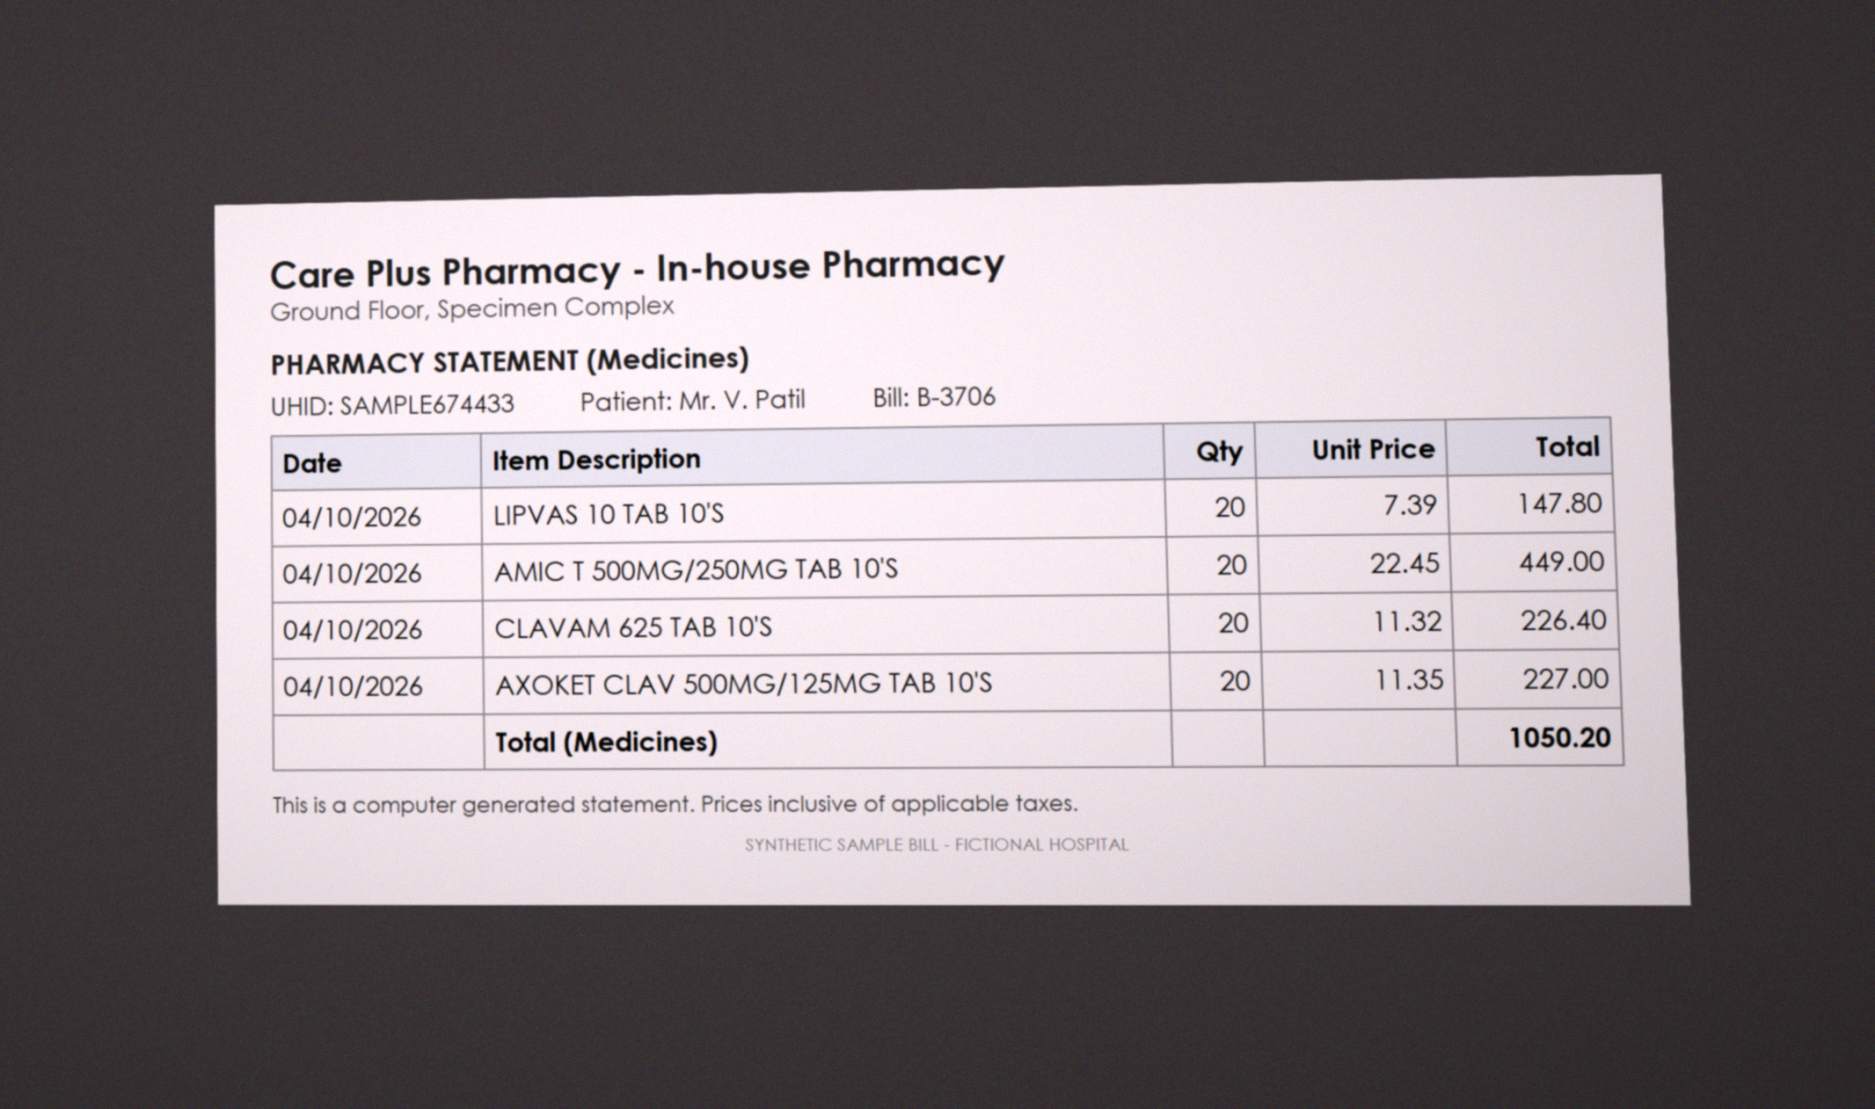 Care Plus Pharmacy - In-house Pharmacy
Ground Floor, Specimen Complex
PHARMACY STATEMENT (Medicines)
UHID: SAMPLE674433 Patient: Mr. V. Patil Bill: B-3706
Date Item Description Qty Unit Price Total
04/10/2026 LIPVAS 10 TAB 10'S 20 7.39 147.80
04/10/2026 AMIC T 500MG/250MG TAB 10'S 20 22.45 449.00
04/10/2026 CLAVAM 625 TAB 10'S 20 11.32 226.40
04/10/2026 AXOKET CLAV 500MG/125MG TAB 10'S 20 11.35 227.00
Total (Medicines) 1050.20
This is a computer generated statement. Prices inclusive of applicable taxes.
SYNTHETIC SAMPLE BILL - FICTIONAL HOSPITAL